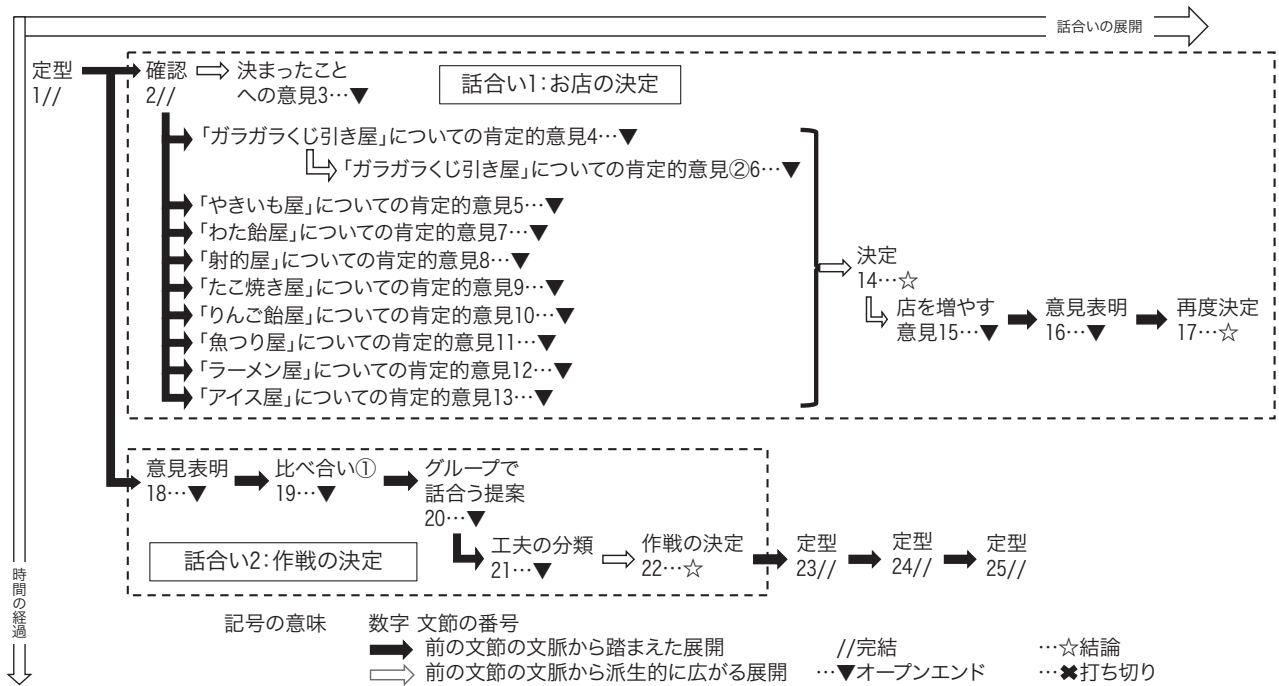 話合いの展開
定型
1//
確認
2//
決まったこと
への意見3…▼
話合い1:お店の決定
「ガラガラくじ引き屋」についての肯定的意見4…▼
「ガラガラくじ引き屋」についての肯定的意見②6…▼
「やきいも屋」についての肯定的意見5…▼
「わた飴屋」についての肯定的意見7…▼
「射的屋」についての肯定的意見8…▼
「たこ焼き屋」についての肯定的意見9…▼
「りんご飴屋」についての肯定的意見10…▼
「魚つり屋」についての肯定的意見11…▼
「ラーメン屋」についての肯定的意見12…▼
「アイス屋」についての肯定的意見13…▼
決定
14…☆
店を増やす
意見15…▼
意見表明
16…▼
再度決定
17…☆
意見表明
18…▼
比べ合い①
19…▼
グループで
話合う提案
20…▼
話合い2:作戦の決定
工夫の分類
21…▼
作戦の決定
22…☆
定型
23//
定型
24//
定型
25//
時間の経過
記号の意味 数字 文節の番号
前の文節の文脈から踏まえた展開 //完結 …☆結論
前の文節の文脈から派生的に広がる展開 …▼オープンエンド …✖打ち切り